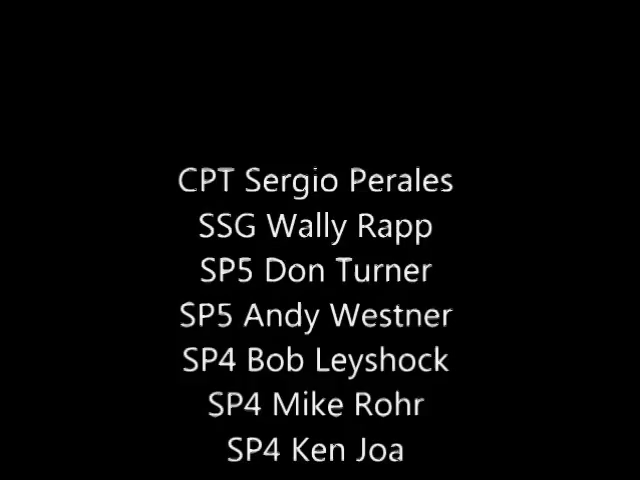 CPT Sergio Perales
SSG Wally Rapp
SP5 Don Turner
SP5 Andy Westner
SP4 Bob Leyshock
SP4 Mike Rohr
SP4 Ken Joa